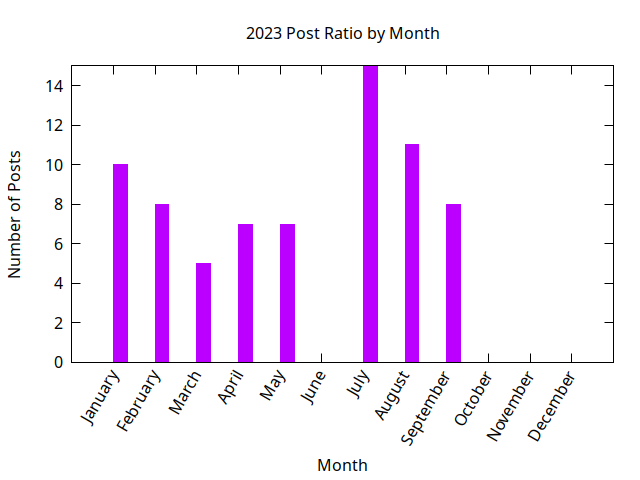 2023 Post Ratio by Month
Number of Posts
14
12
10
8
6
4
2
0
January
February
March
April
May
June
July
August
September
October
November
December
Month